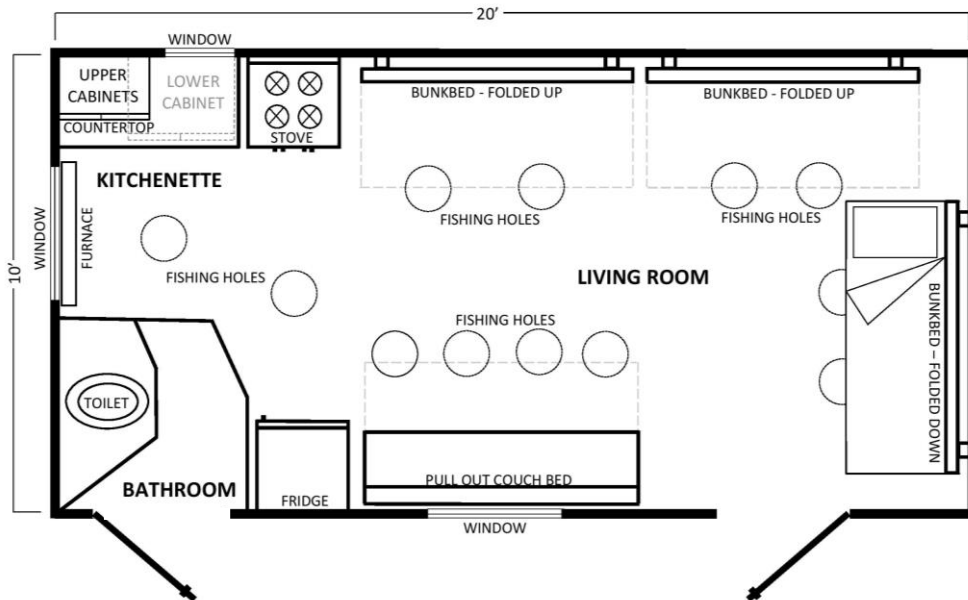 20’
WINDOW
UPPER
CABINETS
LOWER
CABINET
COUNTERTOP
STOVE
BUNKBED - FOLDED UP
BUNKBED - FOLDED UP
KITCHENETTE
FISHING HOLES
FISHING HOLES
WINDOW
10’
FURNACE
FISHING HOLES
LIVING ROOM
FISHING HOLES
BUNKBED – FOLDED DOWN
TOILET
BATHROOM
FRIDGE
PULL OUT COUCH BED
WINDOW